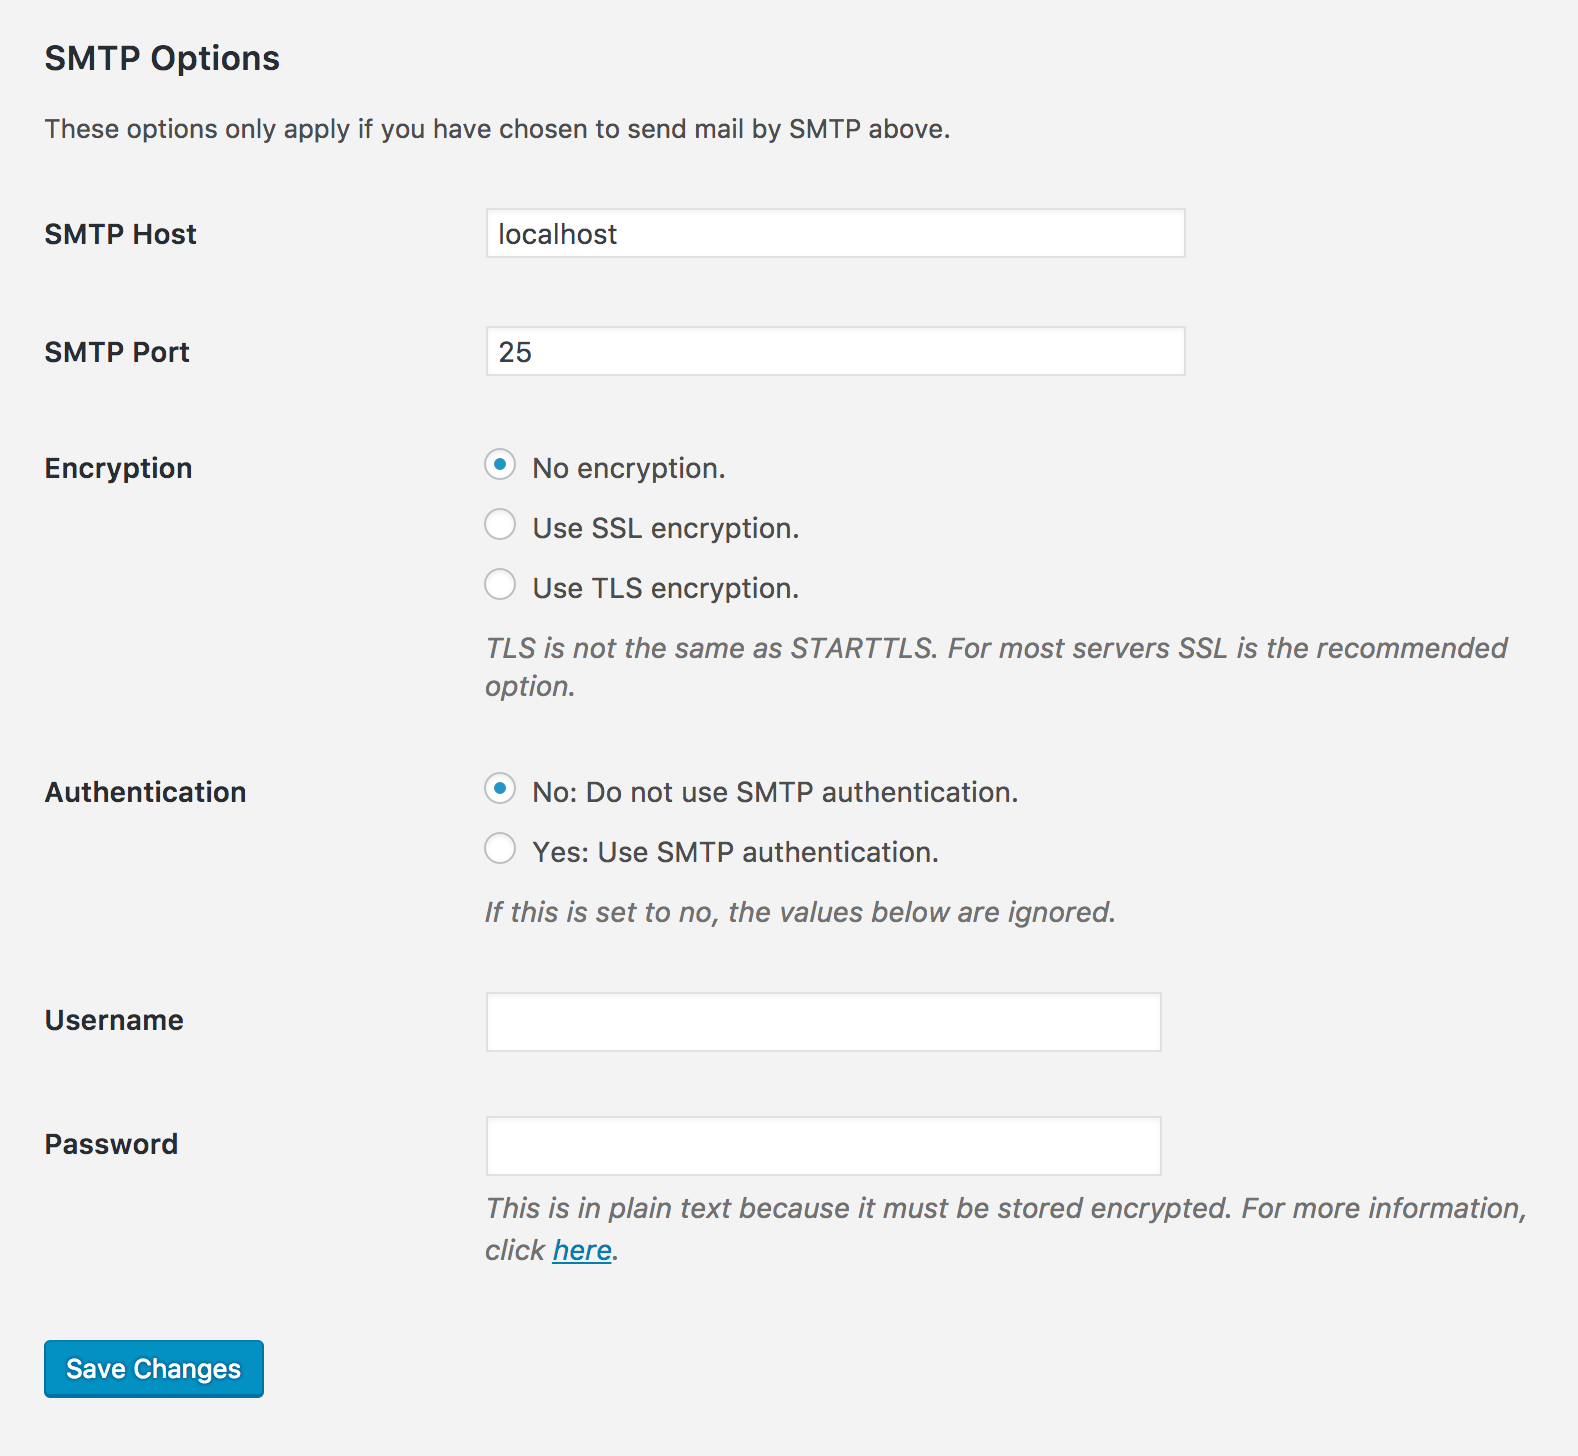 SMTP Options
These options only apply if you have chosen to send mail by SMTP above.
SMTP Host
localhost
SMTP Port
25
Encryption
No encryption.
Use SSL encryption.
Use TLS encryption.
TLS is not the same as STARTTLS. For most servers SSL is the recommended
option.
Authentication
No: Do not use SMTP authentication.
Yes: Use SMTP authentication.
If this is set to no, the values below are ignored.
Username
Password
This is in plain text because it must be stored encrypted. For more information,
click here.
Save Changes